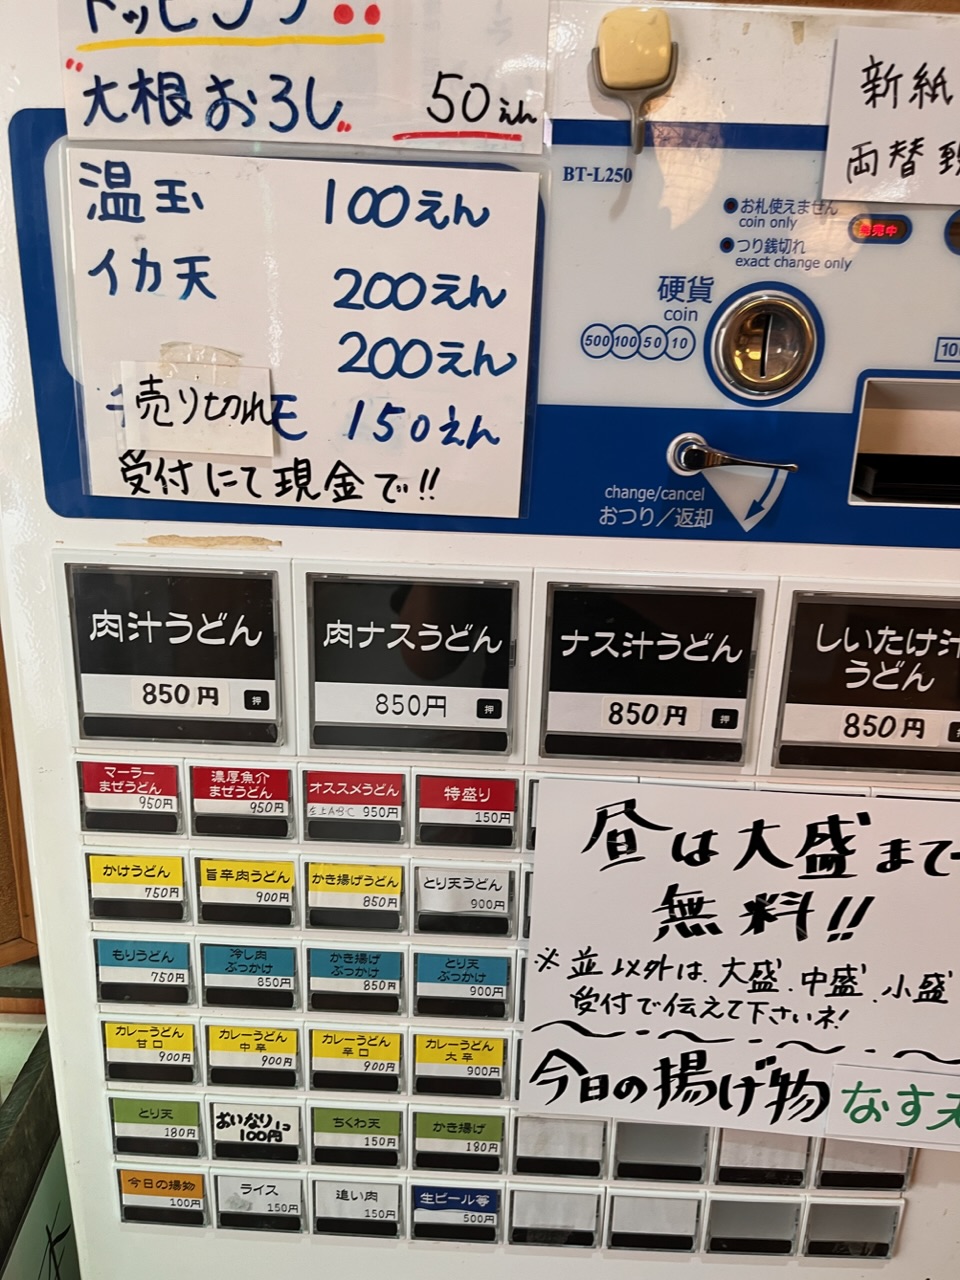 トッピング
"大根おろし" 50えん
温玉 100えん
イカ天 200えん
200えん
売り切れ
150えん
受付にて現金で!!
新紙
両替
BT-L250
お札使えません
coin only
つり銭切れ
exact change only
発売中
硬貨
coin
500 100 50 10
change/cancel
おつり/返却
肉汁うどん
850円 押
肉ナスうどん
850円 押
ナス汁うどん
850円 押
しいたけ汁
うどん
850円
マーラー
まぜうどん
950円
濃厚魚介
まぜうどん
950円
オススメうどん
左上ABC 950円
特盛り
150円
かけうどん
750円
旨辛肉うどん
900円
かき揚げうどん
850円
とり天うどん
900円
もりうどん
750円
冷し肉
ぶっかけ
850円
かき揚げ
ぶっかけ
850円
とり天
ぶっかけ
900円
カレーうどん
甘口
900円
カレーうどん
中辛
900円
カレーうどん
辛口
900円
カレーうどん
大辛
900円
とり天
180円
おいなり1コ
100円
ちくわ天
150円
かき揚げ
180円
今日の揚物
100円
ライス
150円
追い肉
150円
生ビール等
500円
昼は大盛まで
無料!!
※並以外は、大盛、中盛、小盛
受付で伝えて下さいネ!
今日の揚げ物 なす天